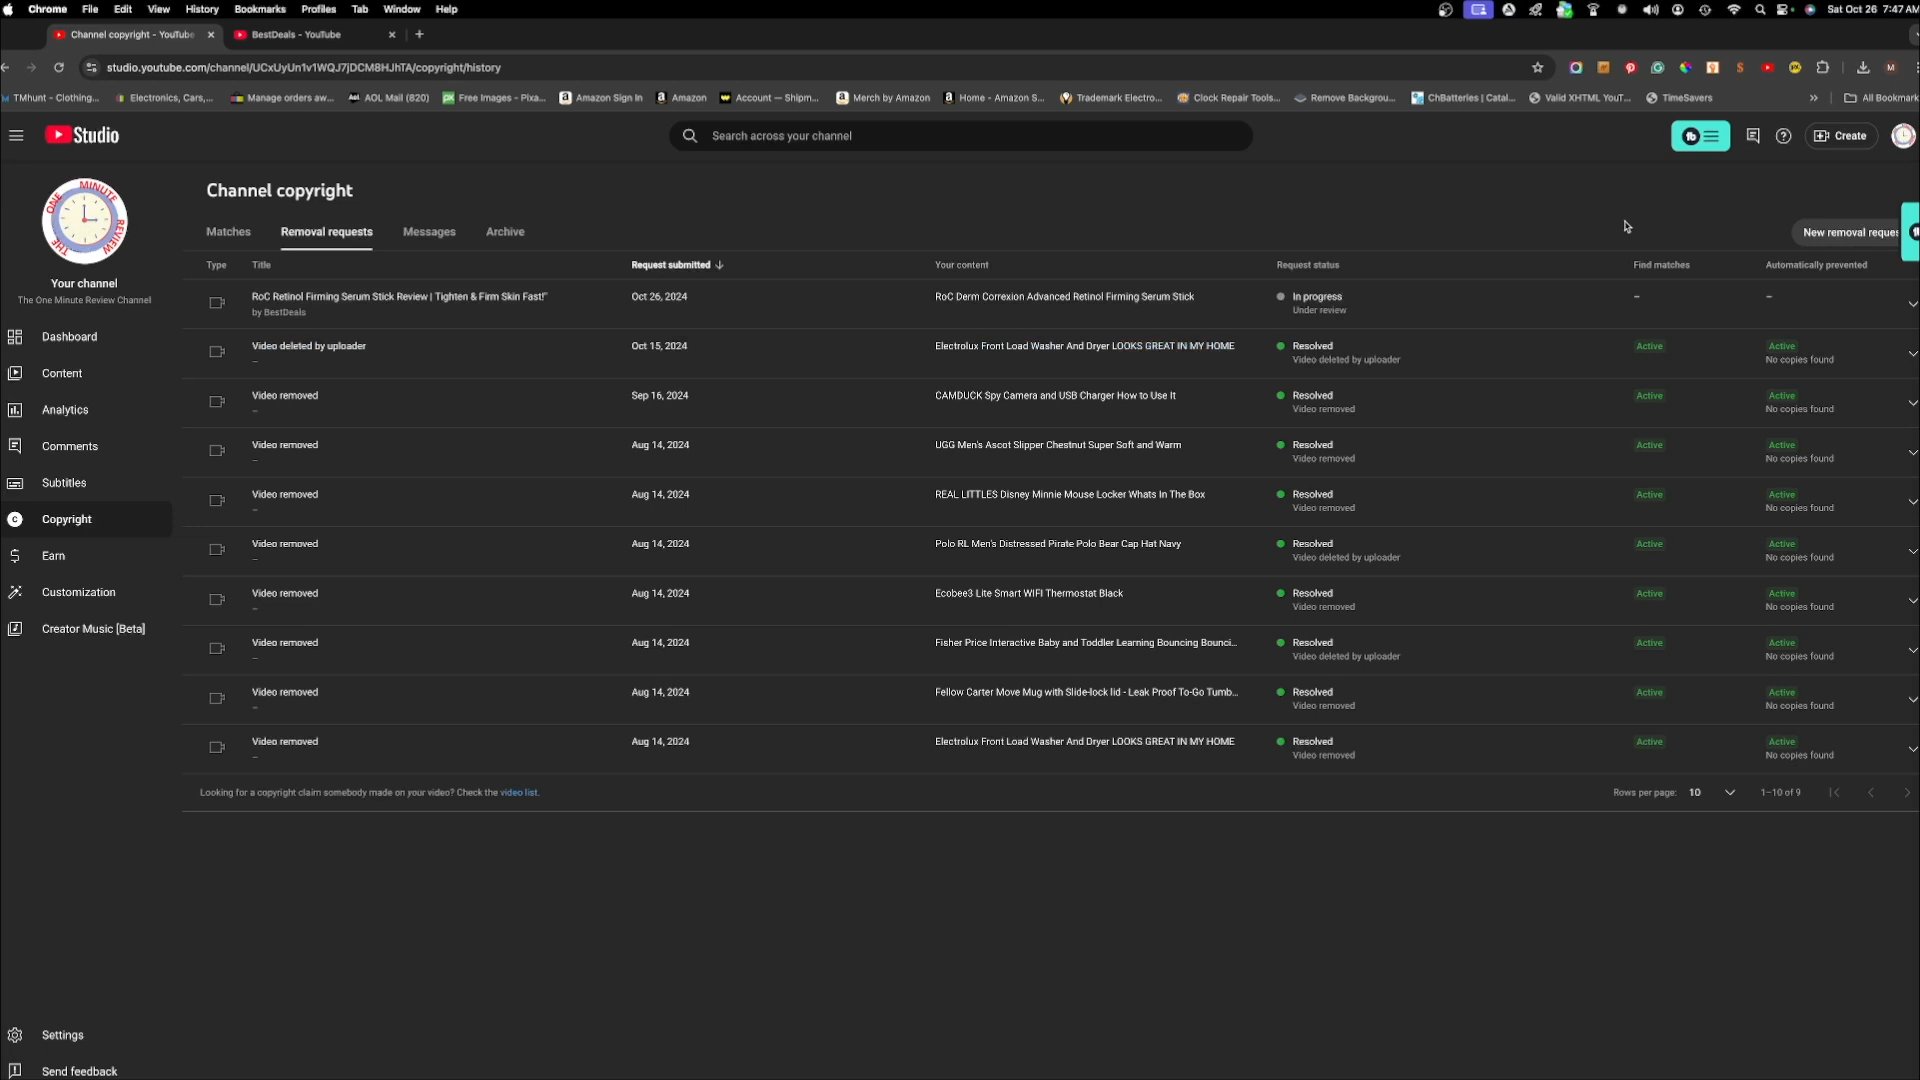 Chrome File Edit View History Bookmarks Profiles Tab Window Help Sat Oct 26 7:47 AM
Channel copyright - YouTube BestDeals - YouTube
studio.youtube.com/channel/UCxUyUn1v1WQJ7jDCM8HJhTA/copyright/history
TMhunt - Clothing... Electronics, Cars,... Manage orders aw... AOL Mail (820) Free Images - Pixa... Amazon Sign In Amazon Account — Shipm... Merch by Amazon Home - Amazon S... Trademark Electro... Clock Repair Tools... Remove Backgrou... ChBatteries | Catal... Valid XHTML YouT... TimeSavers » All Bookmark
Studio Search across your channel Create
Channel copyright
Matches Removal requests Messages Archive New removal reques
Type Title Request submitted Your content Request status Find matches Automatically prevented
RoC Retinol Firming Serum Stick Review | Tighten & Firm Skin Fast!" Oct 26, 2024 RoC Derm Correxion Advanced Retinol Firming Serum Stick In progress – –
by BestDeals Under review
Video deleted by uploader Oct 15, 2024 Electrolux Front Load Washer And Dryer LOOKS GREAT IN MY HOME Resolved Active Active
– Video deleted by uploader No copies found
Video removed Sep 16, 2024 CAMDUCK Spy Camera and USB Charger How to Use It Resolved Active Active
– Video removed No copies found
Video removed Aug 14, 2024 UGG Men's Ascot Slipper Chestnut Super Soft and Warm Resolved Active Active
– Video removed No copies found
Video removed Aug 14, 2024 REAL LITTLES Disney Minnie Mouse Locker Whats In The Box Resolved Active Active
– Video removed No copies found
Video removed Aug 14, 2024 Polo RL Men's Distressed Pirate Polo Bear Cap Hat Navy Resolved Active Active
– Video deleted by uploader No copies found
Video removed Aug 14, 2024 Ecobee3 Lite Smart WIFI Thermostat Black Resolved Active Active
– Video removed No copies found
Video removed Aug 14, 2024 Fisher Price Interactive Baby and Toddler Learning Bouncing Bounci... Resolved Active Active
– Video deleted by uploader No copies found
Video removed Aug 14, 2024 Fellow Carter Move Mug with Slide-lock lid - Leak Proof To-Go Tumb... Resolved Active Active
– Video removed No copies found
Video removed Aug 14, 2024 Electrolux Front Load Washer And Dryer LOOKS GREAT IN MY HOME Resolved Active Active
– Video removed No copies found
Looking for a copyright claim somebody made on your video? Check the video list. Rows per page: 10 1–10 of 9
THE ONE MINUTE REVIEW
Your channel
The One Minute Review Channel
Dashboard
Content
Analytics
Comments
Subtitles
Copyright
Earn
Customization
Creator Music [Beta]
Settings
Send feedback